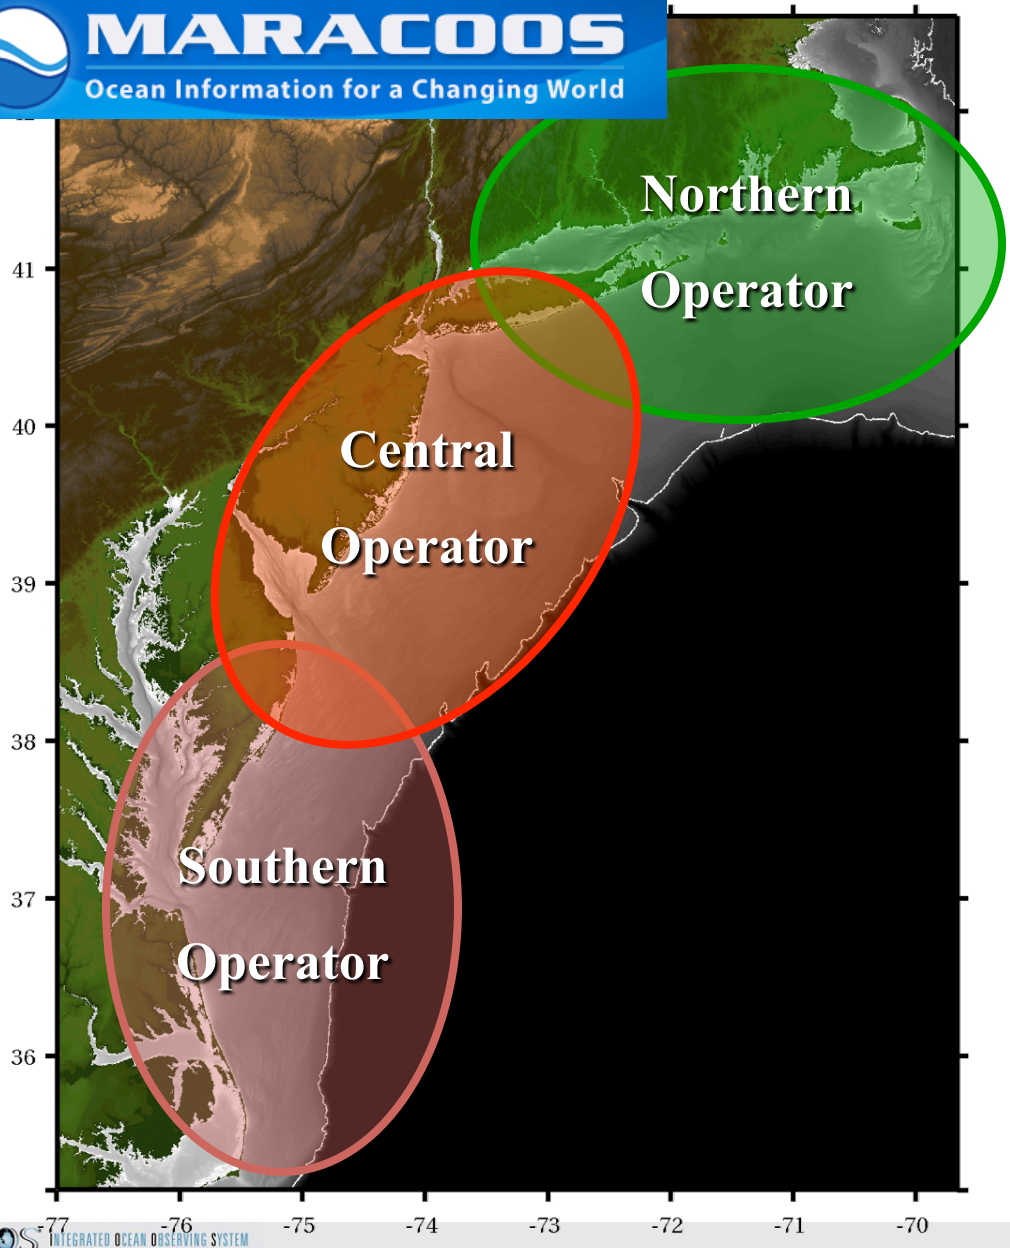 MARACOOS
Ocean Information for a Changing World
Northern
Operator
41
Central
Operator
40
39
38
Southern
Operator
37
36
-77 -76 -75 -74 -73 -72 -71 -70
INTEGRATED OCEAN OBSERVING SYSTEM